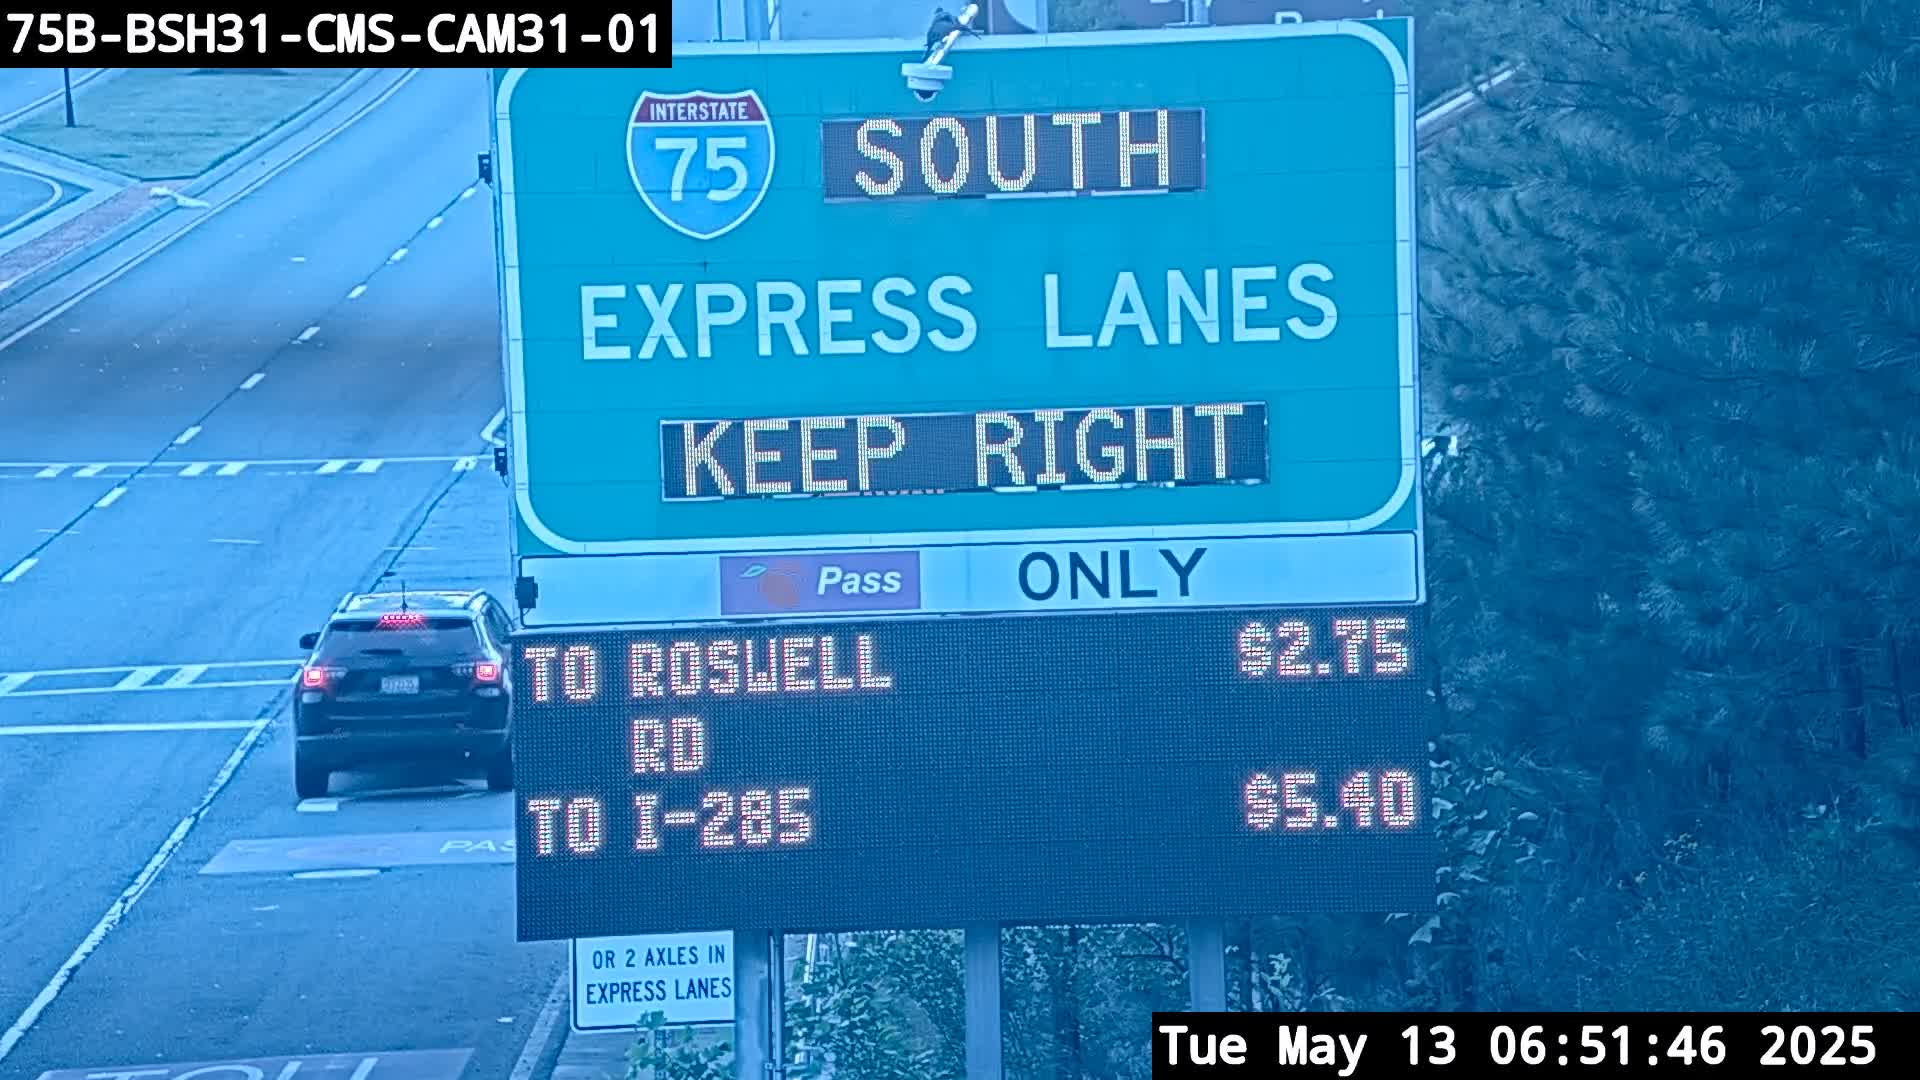 75B-BSH31-CMS-CAM31-01
INTERSTATE
75
SOUTH
EXPRESS LANES
KEEP RIGHT
Pass ONLY
TO ROSWELL $2.75
RD
TO I-285 $5.40
OR 2 AXLES IN
EXPRESS LANES
TOLL
Tue May 13 06:51:46 2025